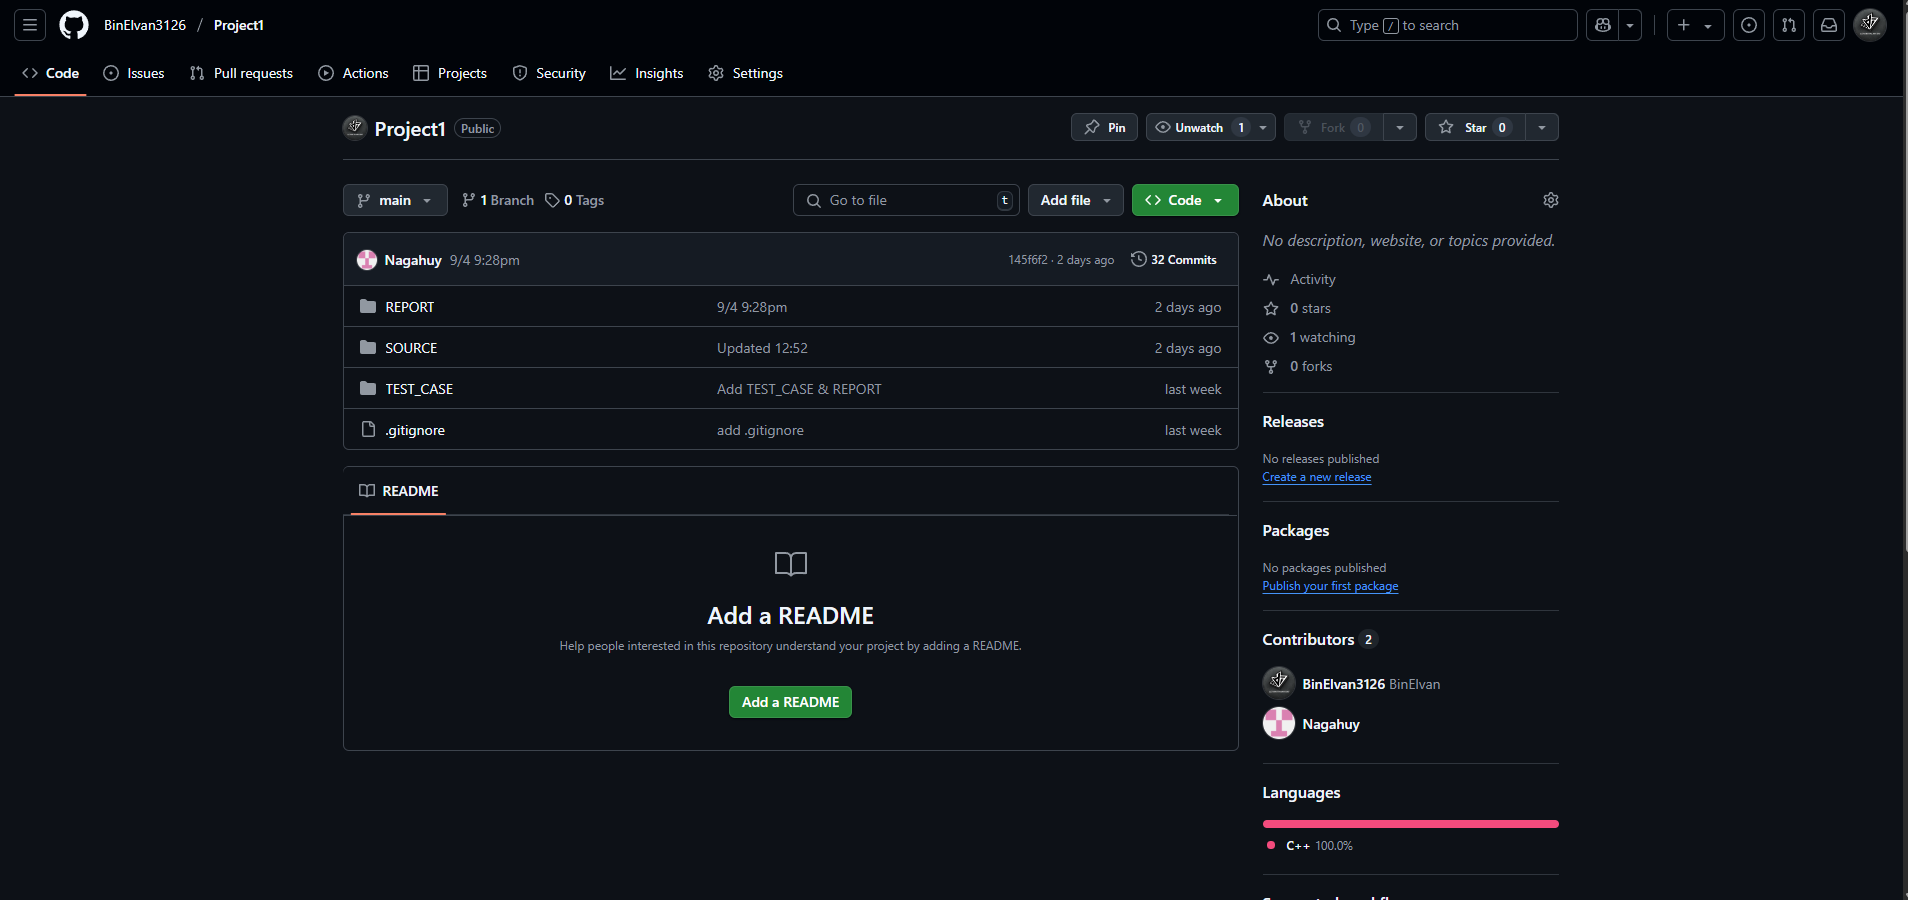 BinElvan3126 / Project1
Type / to search
Code Issues Pull requests Actions Projects Security Insights Settings
Project1 Public
Pin Unwatch 1 Fork 0 Star 0
main 1 Branch 0 Tags Go to file t Add file Code
Nagahuy 9/4 9:28pm 145f6f2 · 2 days ago 32 Commits
REPORT 9/4 9:28pm 2 days ago
SOURCE Updated 12:52 2 days ago
TEST_CASE Add TEST_CASE & REPORT last week
.gitignore add .gitignore last week
README
Add a README
Help people interested in this repository understand your project by adding a README.
Add a README
About
No description, website, or topics provided.
Activity
0 stars
1 watching
0 forks
Releases
No releases published
Create a new release
Packages
No packages published
Publish your first package
Contributors 2
BinElvan3126 BinElvan
Nagahuy
Languages
C++ 100.0%